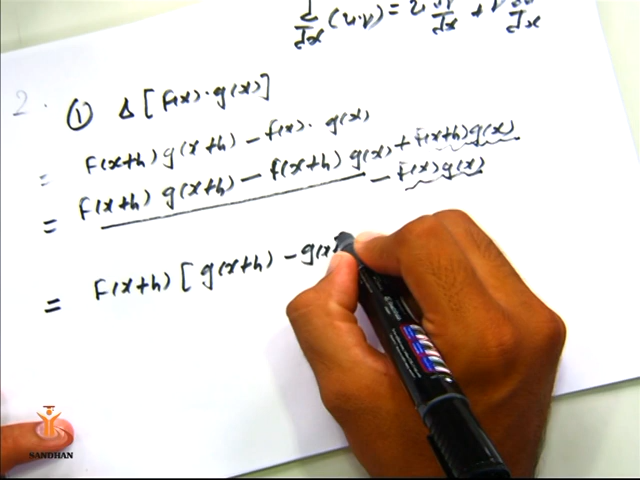 d/dx (u.v) = u dv/dx + v du/dx
2. ① Δ [f(x)·g(x)]
= f(x+h) g(x+h) - f(x) · g(x)
= f(x+h) g(x+h) - f(x+h) g(x) + f(x+h) g(x) - f(x) g(x)
= f(x+h) [ g(x+h) - g(x)
SANDHAN